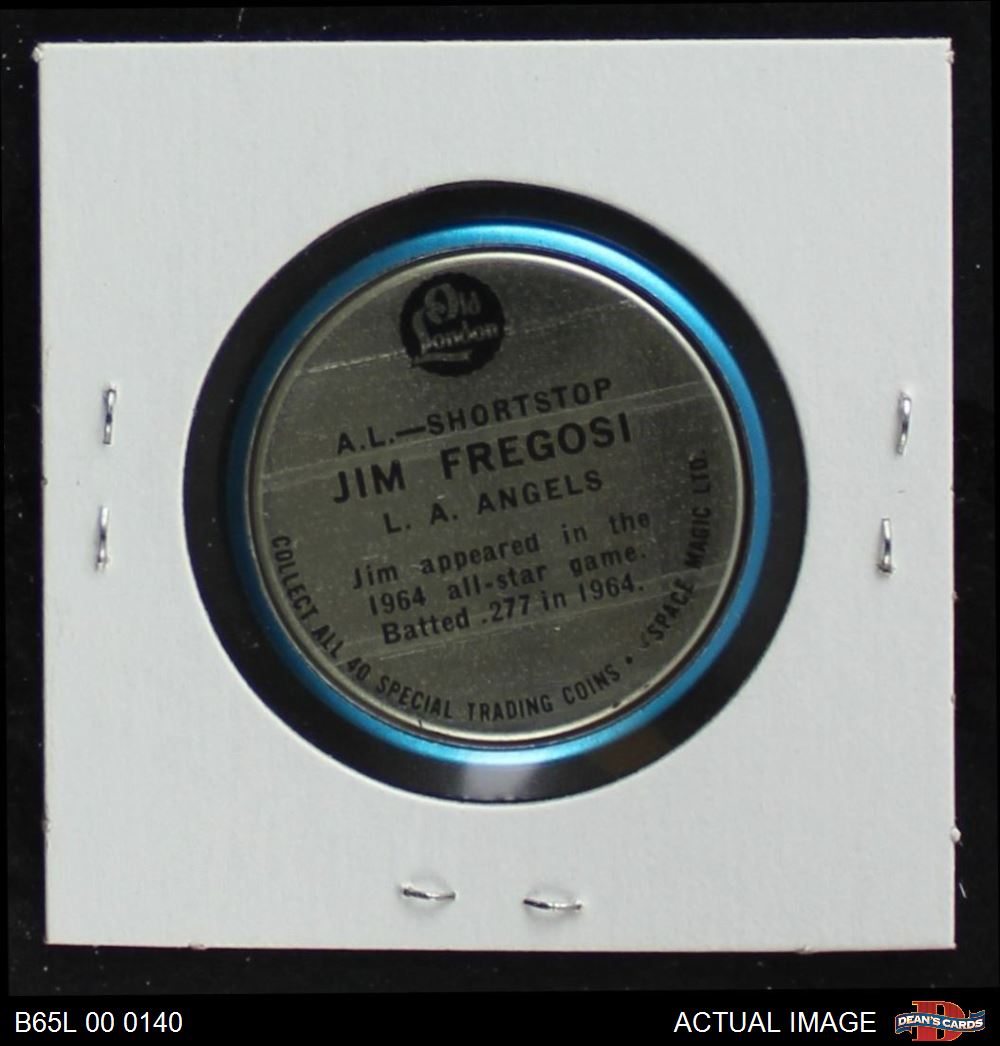 Old
London
A.L.—SHORTSTOP
JIM FREGOSI
L. A. ANGELS
Jim appeared in the
1964 all-star game.
Batted .277 in 1964.
COLLECT ALL 40 SPECIAL TRADING COINS • ©SPACE MAGIC LTD.
B65L 00 0140
ACTUAL IMAGE
D
DEAN'S CARDS